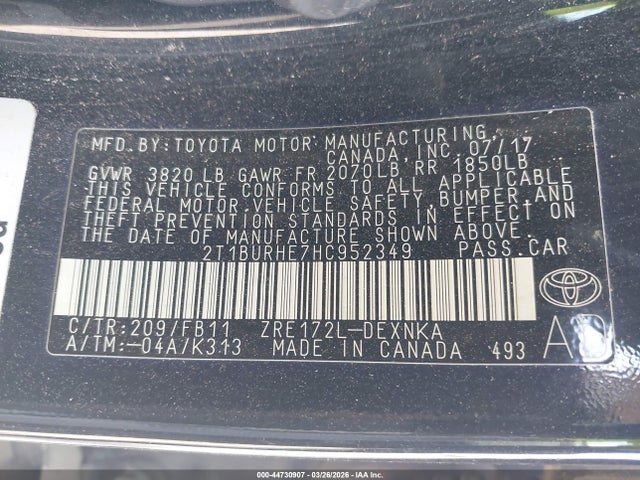 MFD.BY:TOYOTA MOTOR MANUFACTURING,
CANADA, INC. 07/17
GVWR 3820 LB GAWR FR 2070LB RR 1850LB
THIS VEHICLE CONFORMS TO ALL APPLICABLE
FEDERAL MOTOR VEHICLE SAFETY, BUMPER, AND
THEFT PREVENTION STANDARDS IN EFFECT ON
THE DATE OF MANUFACTURE SHOWN ABOVE.
2T1BURHE7HC952349 PASS.CAR
C/TR:209/FB11 ZRE172L-DEXNKA
A/TM:-04A/K313 MADE IN CANADA 493
000-44730907 - 03/26/2026 - IAAI.COM